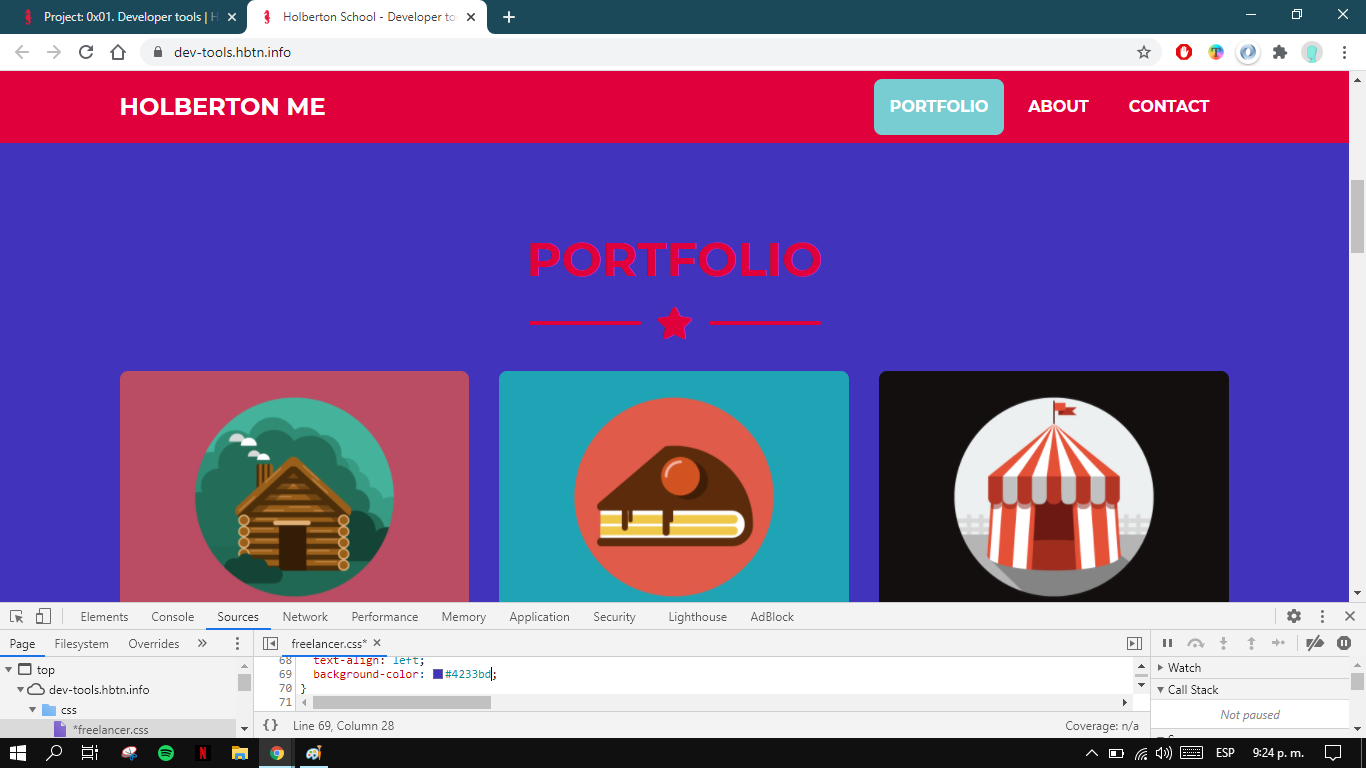 Project: 0x01. Developer tools | H
Holberton School - Developer to
dev-tools.hbtn.info
HOLBERTON ME
PORTFOLIO
ABOUT
CONTACT
PORTFOLIO
Elements
Console
Sources
Network
Performance
Memory
Application
Security
Lighthouse
AdBlock
Page
Filesystem
Overrides
freelancer.css*
top
dev-tools.hbtn.info
css
*freelancer.css
68 text-align: left;
69 background-color: #4233bd;
70 }
71
{} Line 69, Column 28
Coverage: n/a
Watch
Call Stack
Not paused
ESP
9:24 p. m.